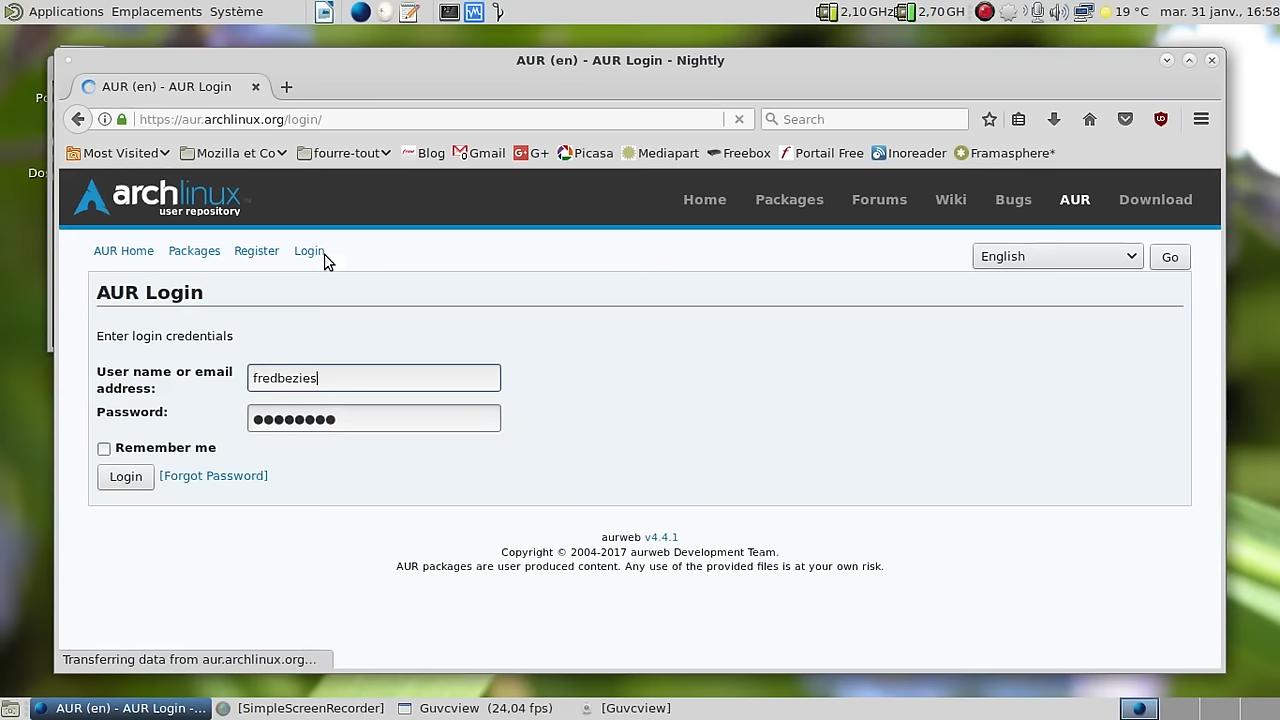 Applications Emplacements Système
2,10 GHz 2,70 GH 19 °C mar. 31 janv., 16:58
AUR (en) - AUR Login - Nightly
AUR (en) - AUR Login
https://aur.archlinux.org/login/
Search
Most Visited Mozilla et Co fourre-tout Blog Gmail G+ Picasa Mediapart Freebox Portail Free Inoreader Framasphere*
archlinux
user repository
Home Packages Forums Wiki Bugs AUR Download
AUR Home Packages Register Login
English Go
AUR Login
Enter login credentials
User name or email address: fredbezies
Password: ●●●●●●●●
Remember me
Login [Forgot Password]
aurweb v4.4.1
Copyright © 2004-2017 aurweb Development Team.
AUR packages are user produced content. Any use of the provided files is at your own risk.
Transferring data from aur.archlinux.org...
AUR (en) - AUR Login -... [SimpleScreenRecorder] Guvcview (24,04 fps) [Guvcview]